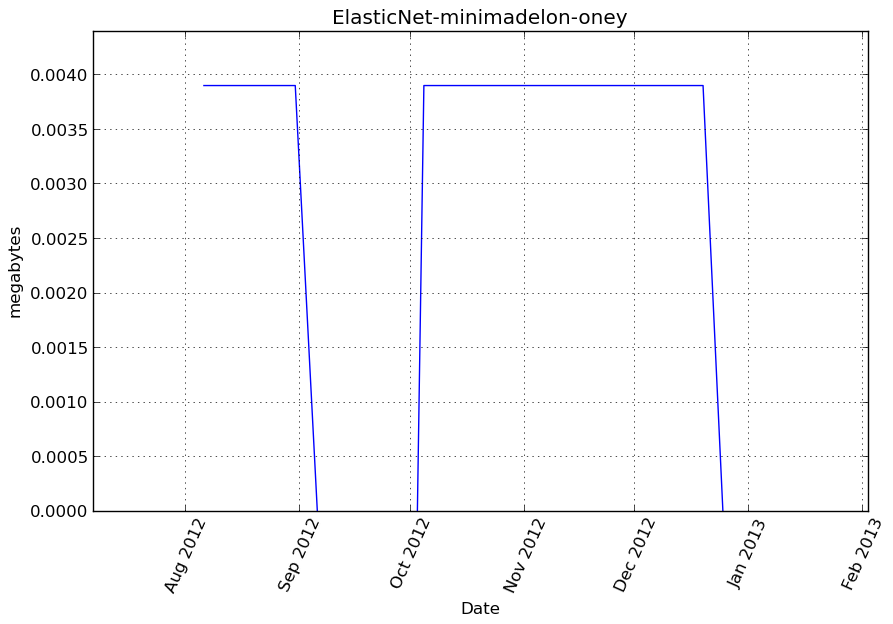 ElasticNet-minimadelon-oney
0.0040
0.0035
0.0030
0.0025
0.0020
0.0015
0.0010
0.0005
0.0000
megabytes
Aug 2012
Sep 2012
Oct 2012
Nov 2012
Dec 2012
Jan 2013
Feb 2013
Date